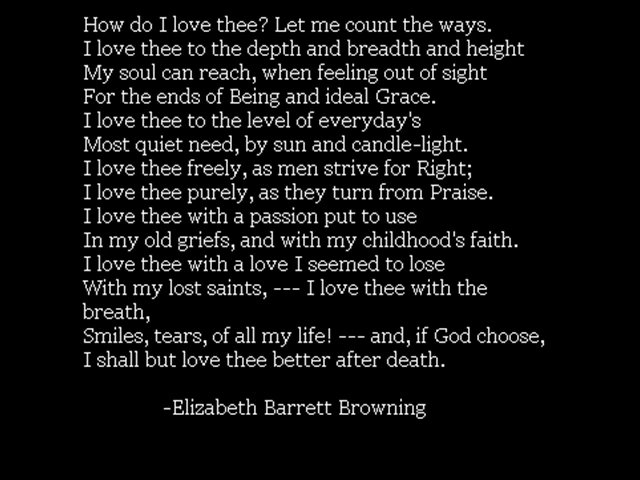 How do I love thee? Let me count the ways.
I love thee to the depth and breadth and height
My soul can reach, when feeling out of sight
For the ends of Being and ideal Grace.
I love thee to the level of everyday's
Most quiet need, by sun and candle-light.
I love thee freely, as men strive for Right;
I love thee purely, as they turn from Praise.
I love thee with a passion put to use
In my old griefs, and with my childhood's faith.
I love thee with a love I seemed to lose
With my lost saints, --- I love thee with the
breath,
Smiles, tears, of all my life! --- and, if God choose,
I shall but love thee better after death.
-Elizabeth Barrett Browning